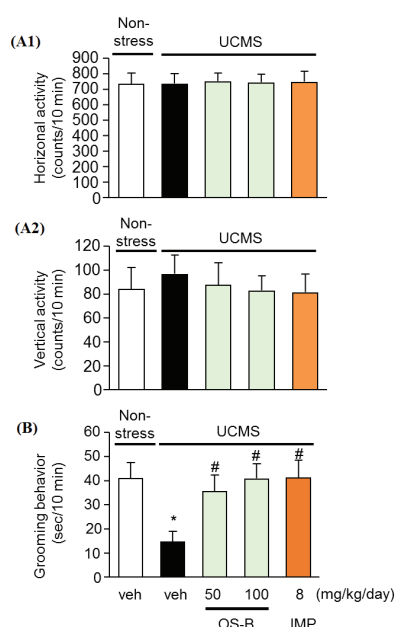 Non-
stress
UCMS
(A1)
Horizonal activity
(counts/10 min)
900
800
700
600
500
400
300
200
100
0
Non-
stress
UCMS
(A2)
Vertical activity
(counts/10 min)
120
100
80
60
40
20
0
Non-
stress
UCMS
(B)
Grooming behavior
(sec/10 min)
60
50
40
30
20
10
0
*
#
#
#
veh veh 50 100 8 (mg/kg/day)
OS-B IMP